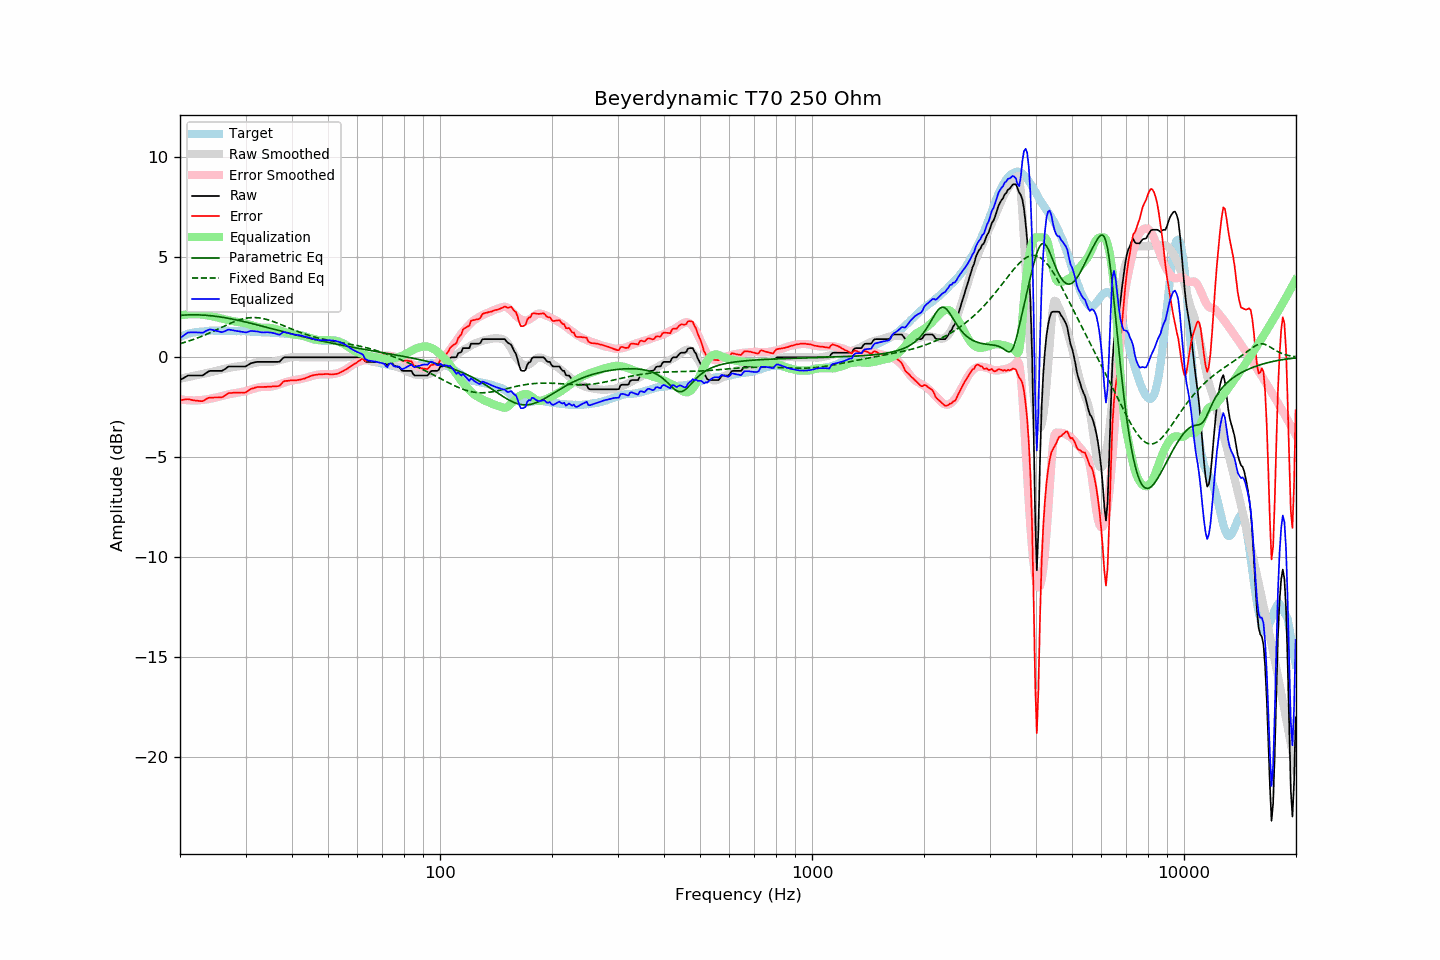 Beyerdynamic T70 250 Ohm
Target
Raw Smoothed
Error Smoothed
Raw
Error
Equalization
Parametric Eq
Fixed Band Eq
Equalized
10
5
0
−5
−10
−15
−20
Amplitude (dBr)
100
1000
10000
Frequency (Hz)